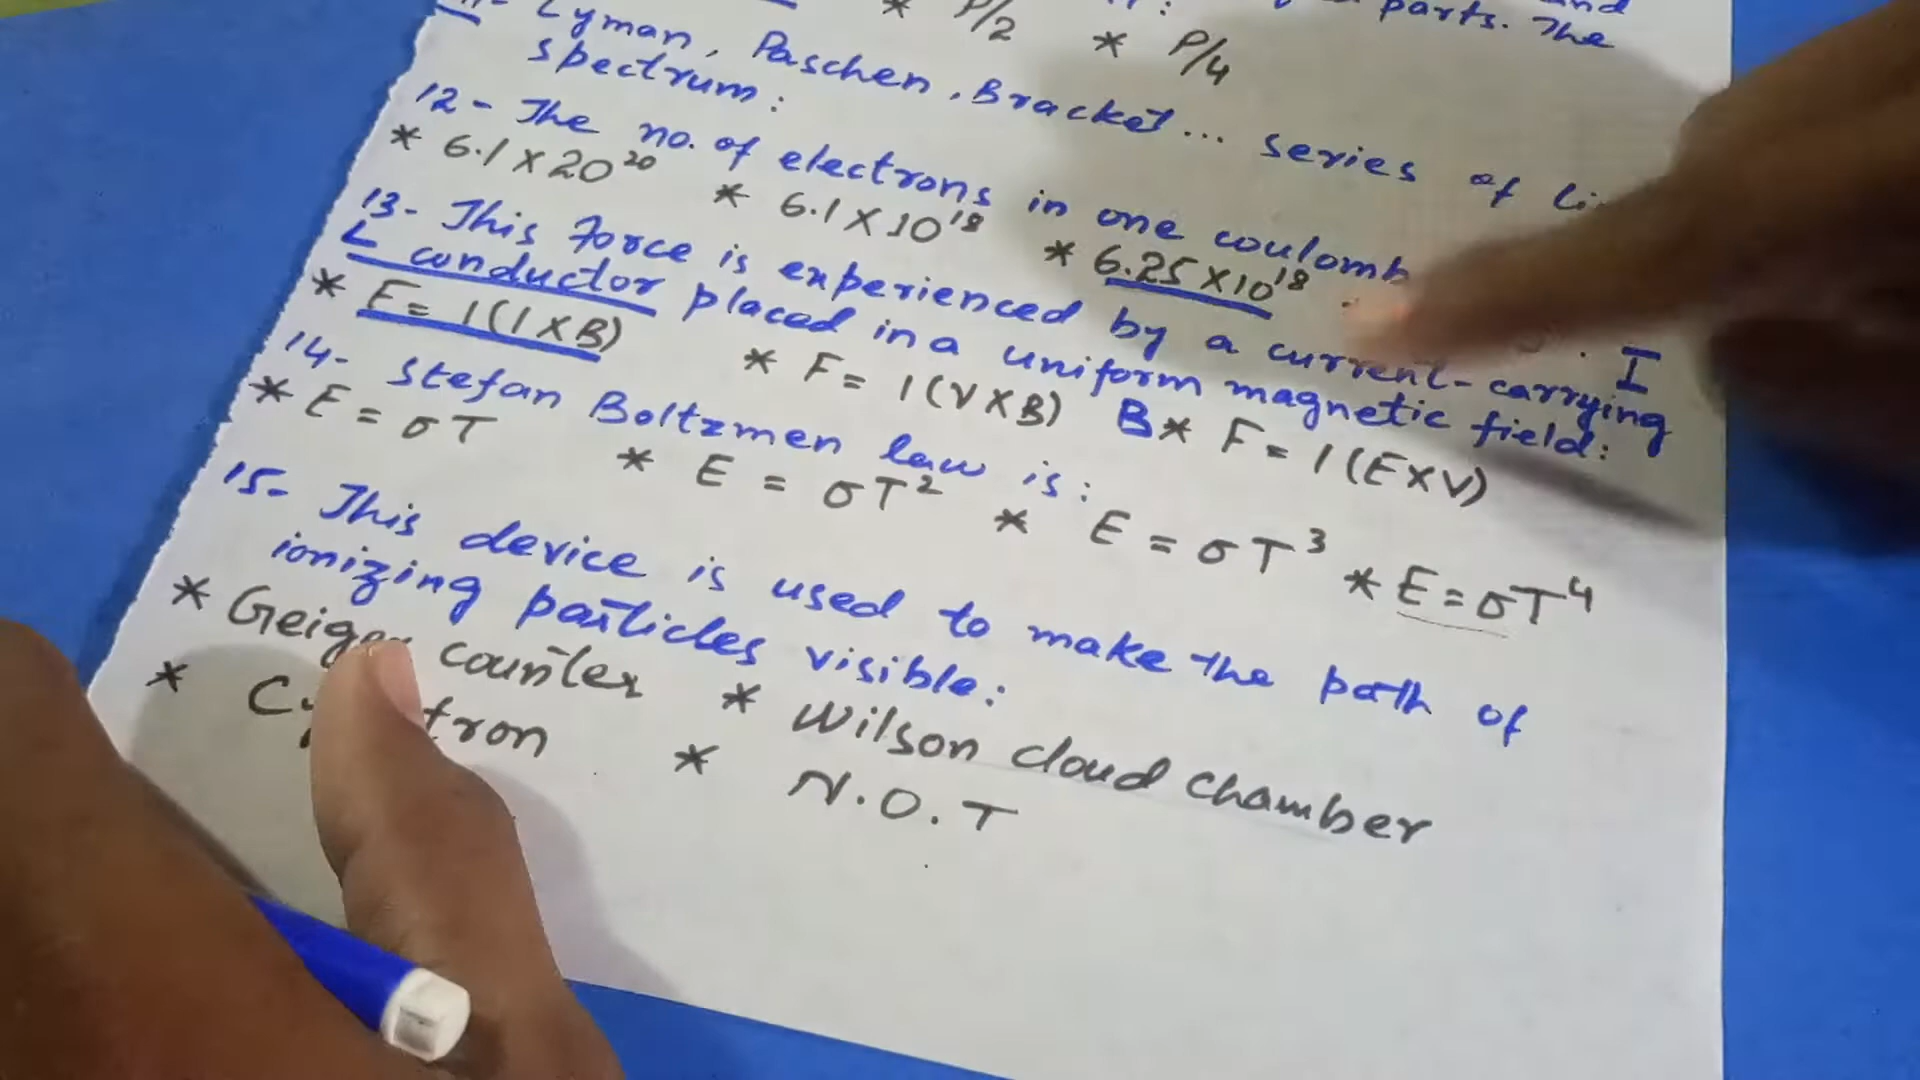 parts. The
* P/2 * P/4
Lyman, Paschen, Bracket... series of
spectrum:
12- The no. of electrons in one coulomb
* 6.1 X 20²⁰ * 6.1 X 10¹⁸ * 6.25 X 10¹⁸
13- This force is experienced by a current-carrying I
L conductor placed in a uniform magnetic field:
* F = I(l X B) * F = I(V X B) B * F = I(E X V)
14- Stefan Boltzmen law is:
* E = σT * E = σT² * E = σT³ * E = σT⁴
15- This device is used to make the path of
ionizing particles visible:
* Geiger counter * Wilson cloud chamber
* * N.O.T